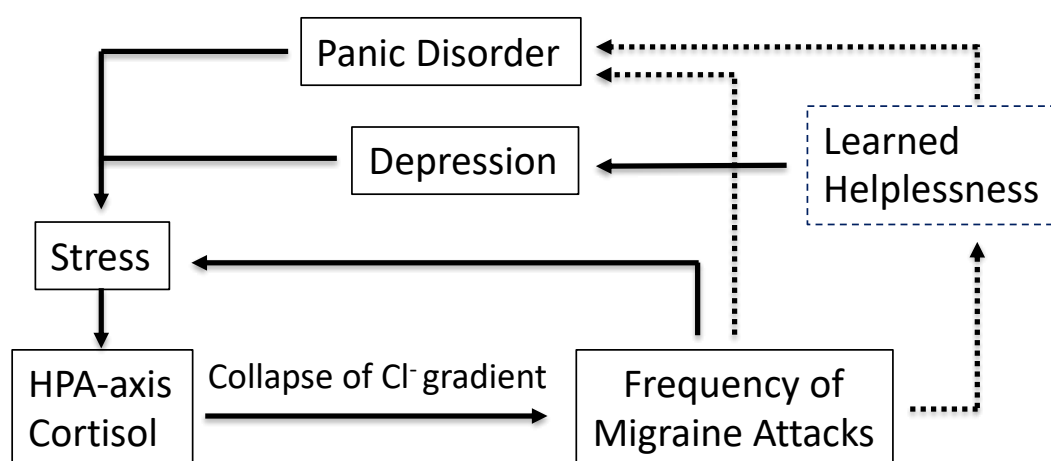 Panic Disorder
Depression
Learned
Helplessness
Stress
HPA-axis
Cortisol
Collapse of Cl⁻ gradient
Frequency of
Migraine Attacks